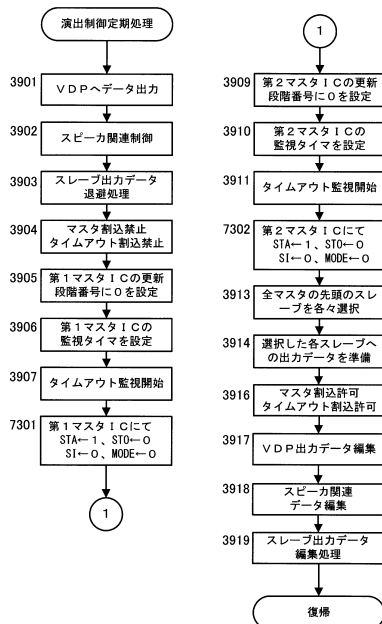 演出制御定期処理
3901
ＶＤＰへデータ出力
3902
スピーカ関連制御
3903
スレーブ出力データ
退避処理
3904
マスタ割込禁止
タイムアウト割込禁止
3905
第１マスタＩＣの更新
段階番号に０を設定
3906
第１マスタＩＣの
監視タイマを設定
3907
タイムアウト監視開始
7301
第１マスタＩＣにて
STA←１、STO←０
SI←０、MODE←０
1
1
3909
第２マスタＩＣの更新
段階番号に０を設定
3910
第２マスタＩＣの
監視タイマを設定
3911
タイムアウト監視開始
7302
第２マスタＩＣにて
STA←１、STO←０
SI←０、MODE←０
3913
全マスタの先頭のスレ
ーブを各々選択
3914
選択した各スレーブへ
の出力データを準備
3916
マスタ割込許可
タイムアウト割込許可
3917
ＶＤＰ出力データ編集
3918
スピーカ関連
データ編集
3919
スレーブ出力データ
編集処理
復帰